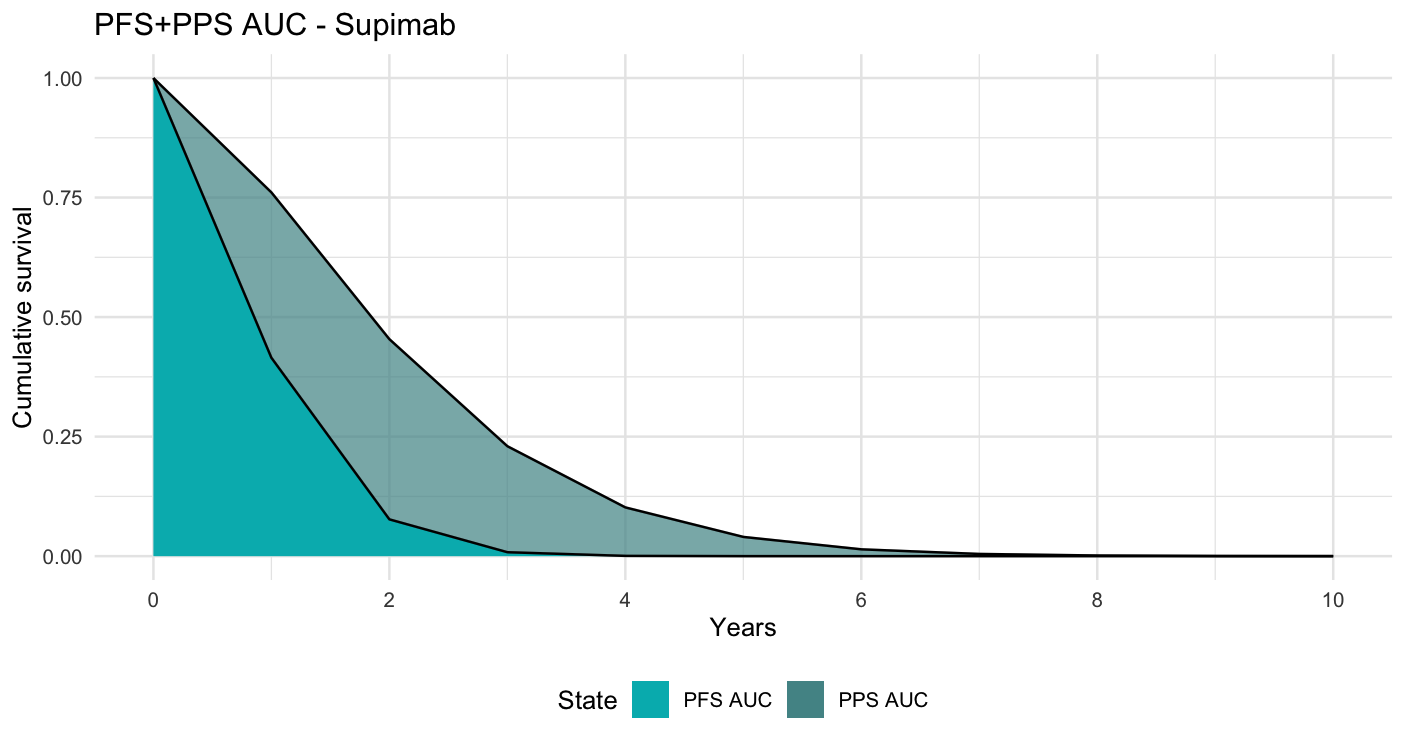 PFS+PPS AUC - Supimab
Cumulative survival
1.00
0.75
0.50
0.25
0.00
0 2 4 6 8 10
Years
State PFS AUC PPS AUC